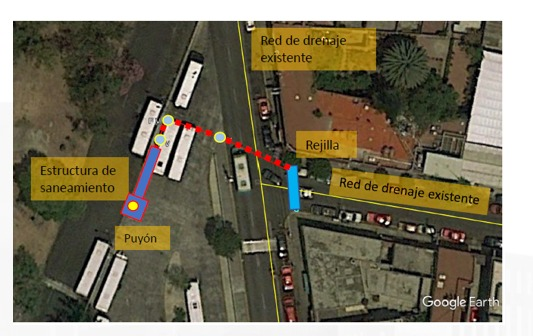 Red de drenaje
existente
Rejilla
Estructura de
saneamiento
Red de drenaje existente
Puyón
Google Earth